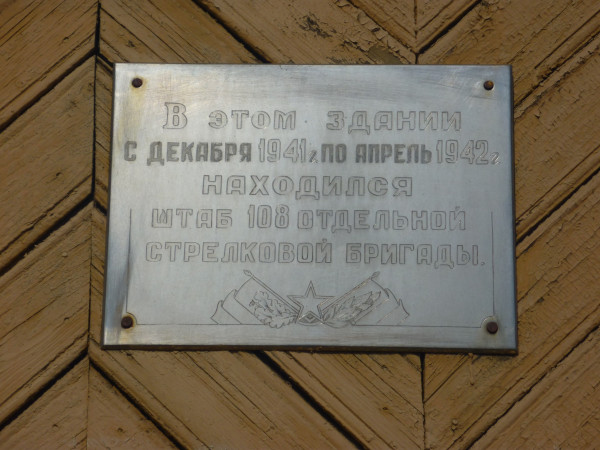 В ЭТОМ ЗДАНИИ
С ДЕКАБРЯ 1941г. ПО АПРЕЛЬ 1942г.
НАХОДИЛСЯ
ШТАБ 108 ОТДЕЛЬНОЙ
СТРЕЛКОВОЙ БРИГАДЫ.